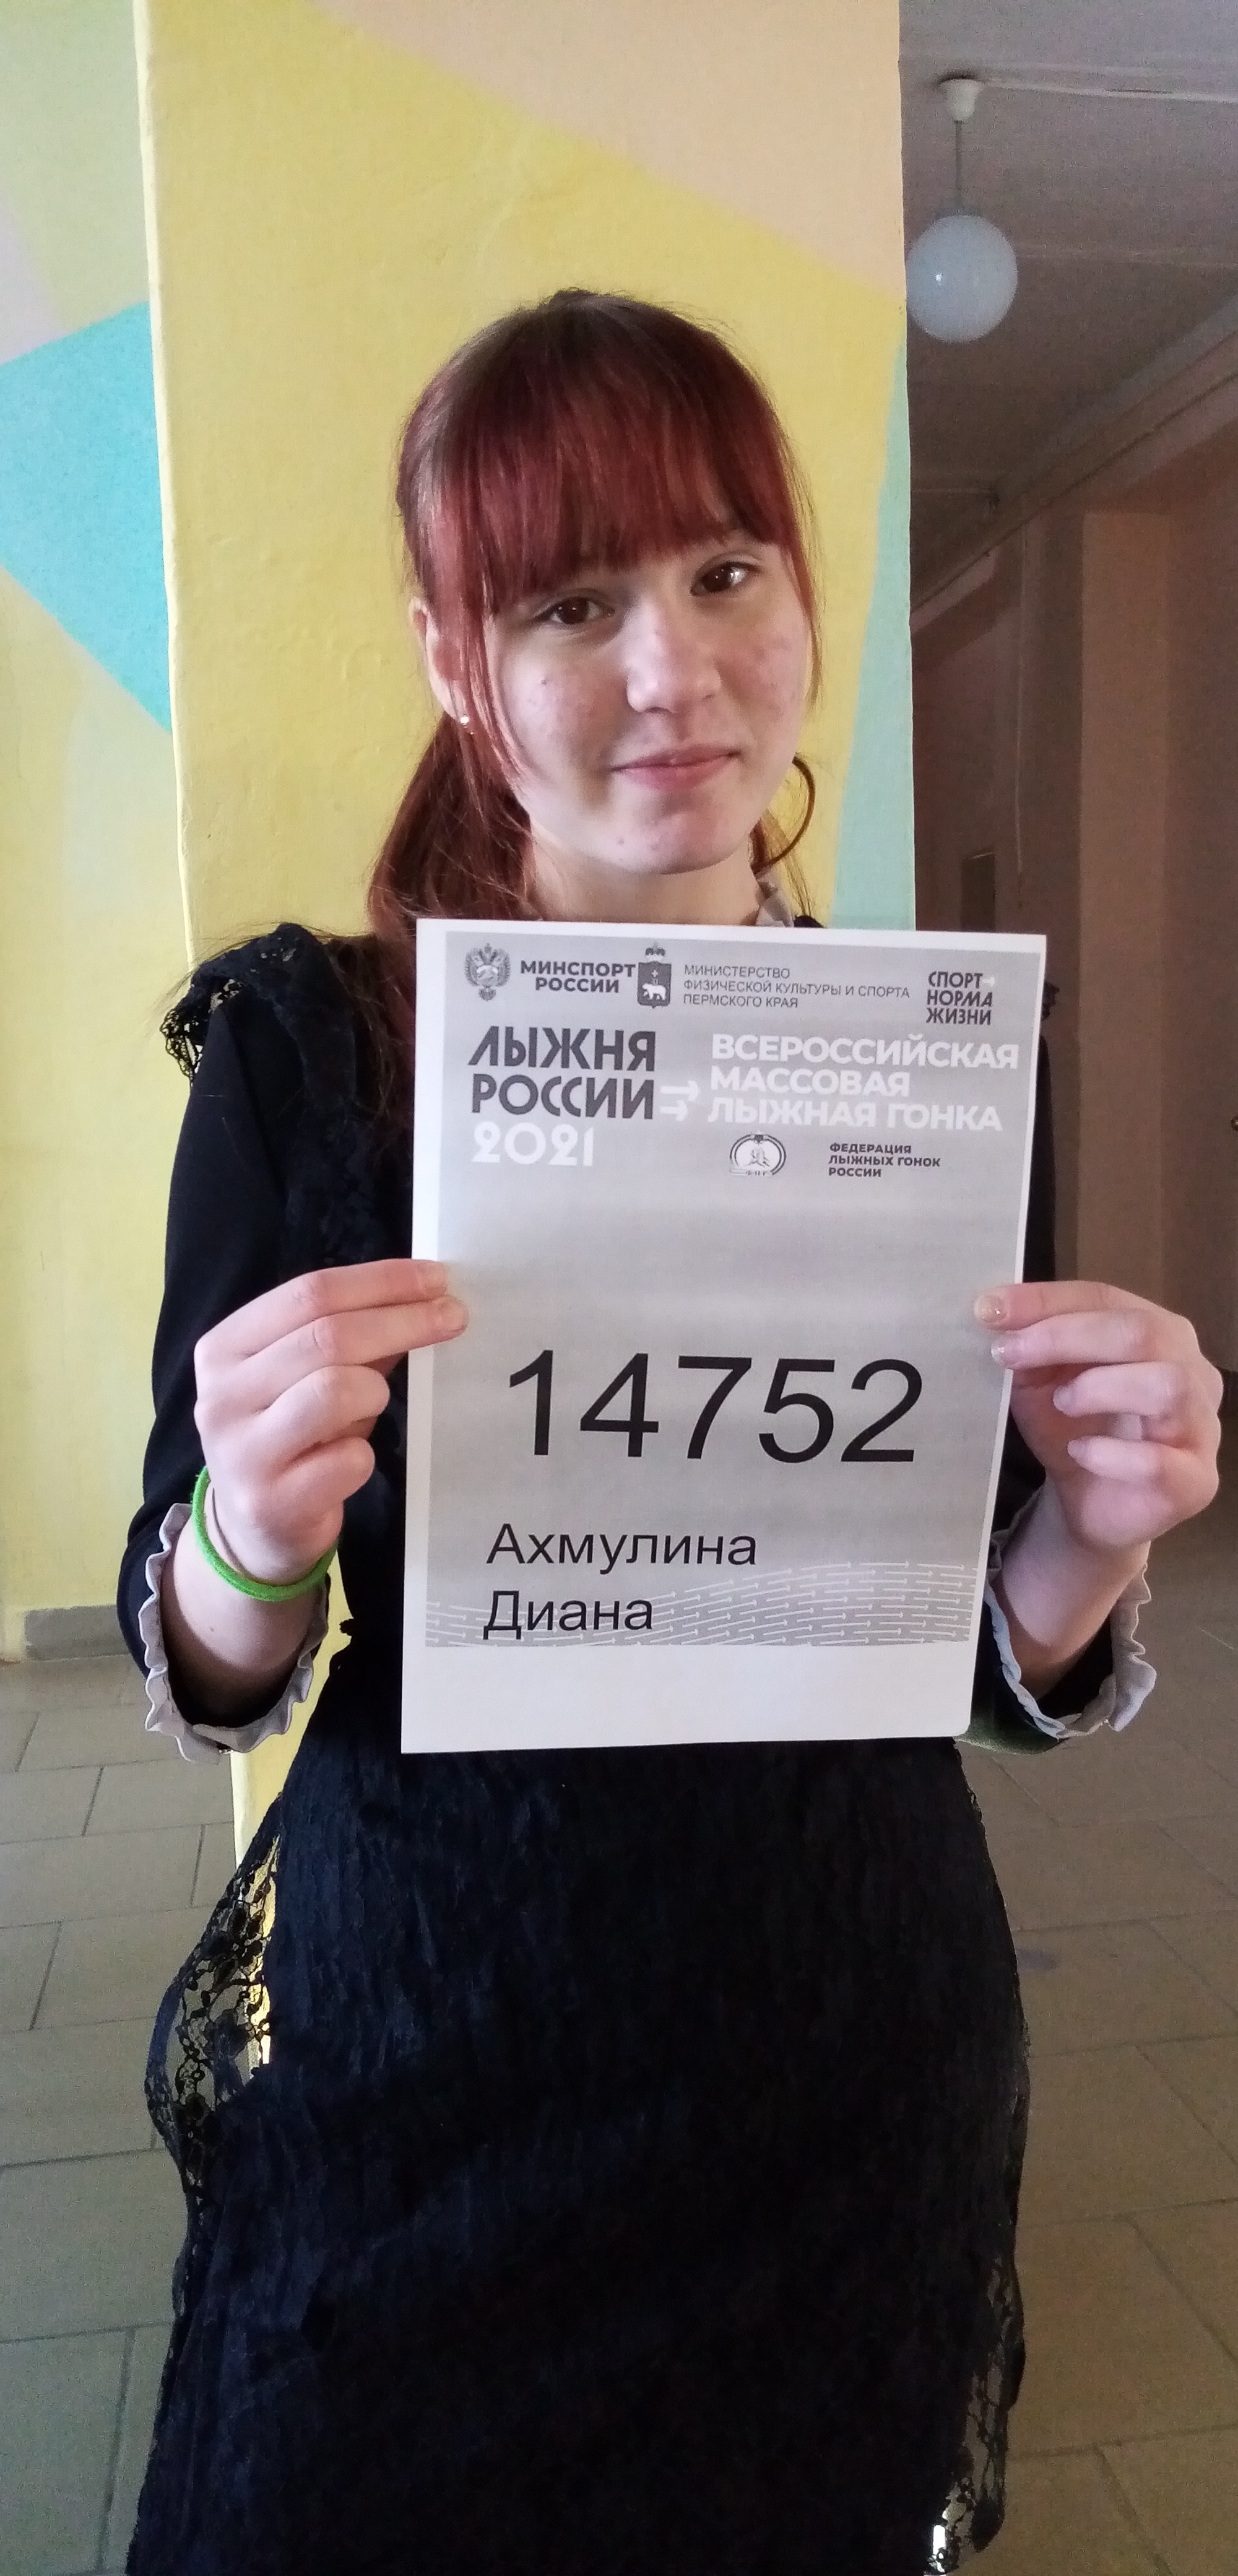 МИНСПОРТ
РОССИИ
МИНИСТЕРСТВО
ФИЗИЧЕСКОЙ КУЛЬТУРЫ И СПОРТА
ПЕРМСКОГО КРАЯ
СПОРТ
НОРМА
ЖИЗНИ
ЛЫЖНЯ
РОССИИ
2021
ВСЕРОССИЙСКАЯ
МАССОВАЯ
ЛЫЖНАЯ ГОНКА
ФЕДЕРАЦИЯ
ЛЫЖНЫХ ГОНОК
РОССИИ
14752
Ахмулина
Диана